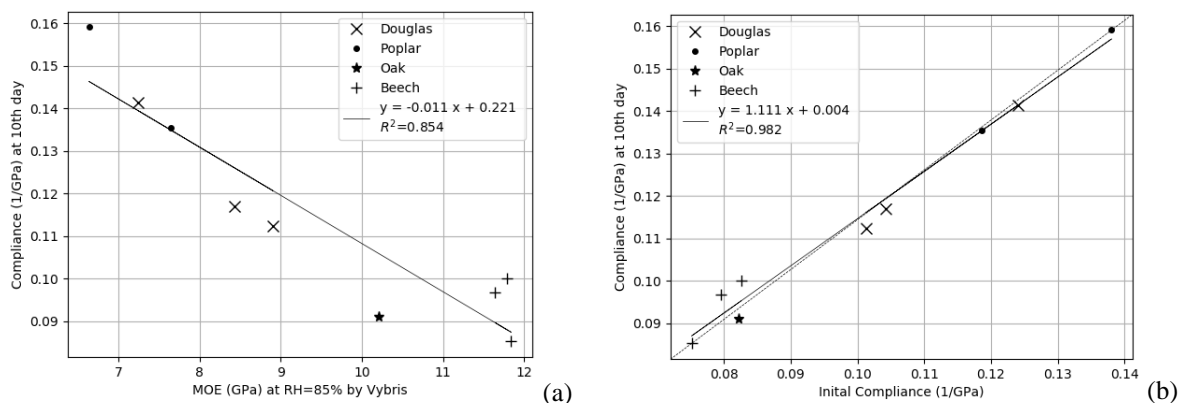 0.16
0.15
0.14
0.13
0.12
0.11
0.10
0.09
Compliance (1/GPa) at 10th day
Douglas
Poplar
Oak
Beech
y = -0.011 x + 0.221
R²=0.854
7 8 9 10 11 12
MOE (GPa) at RH=85% by Vybris
(a)
0.16
0.15
0.14
0.13
0.12
0.11
0.10
0.09
Compliance (1/GPa) at 10th day
Douglas
Poplar
Oak
Beech
y = 1.111 x + 0.004
R²=0.982
0.08 0.09 0.10 0.11 0.12 0.13 0.14
Inital Compliance (1/GPa)
(b)